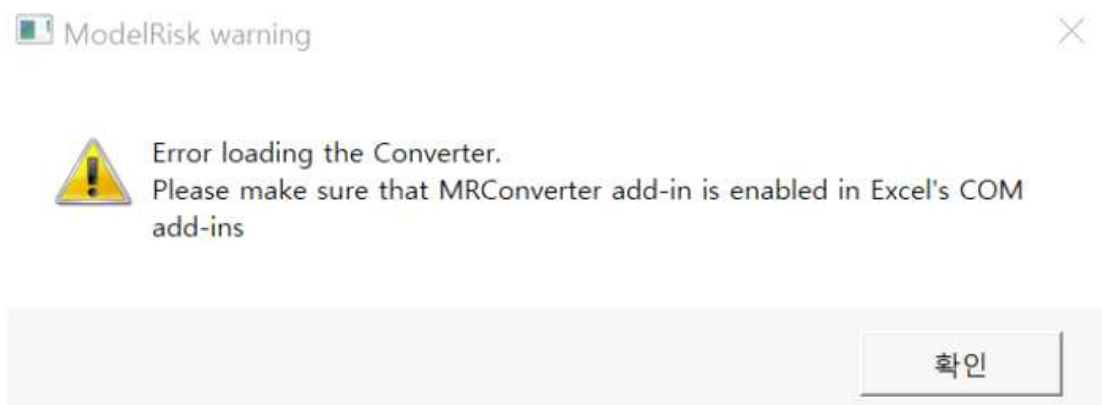 ModelRisk warning
Error loading the Converter.
Please make sure that MRConverter add-in is enabled in Excel's COM
add-ins
확인